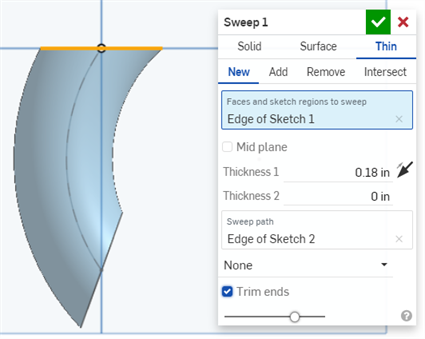 Sweep 1
Solid Surface Thin
New Add Remove Intersect
Faces and sketch regions to sweep
Edge of Sketch 1
Mid plane
Thickness 1 0.18 in
Thickness 2 0 in
Sweep path
Edge of Sketch 2
None
Trim ends